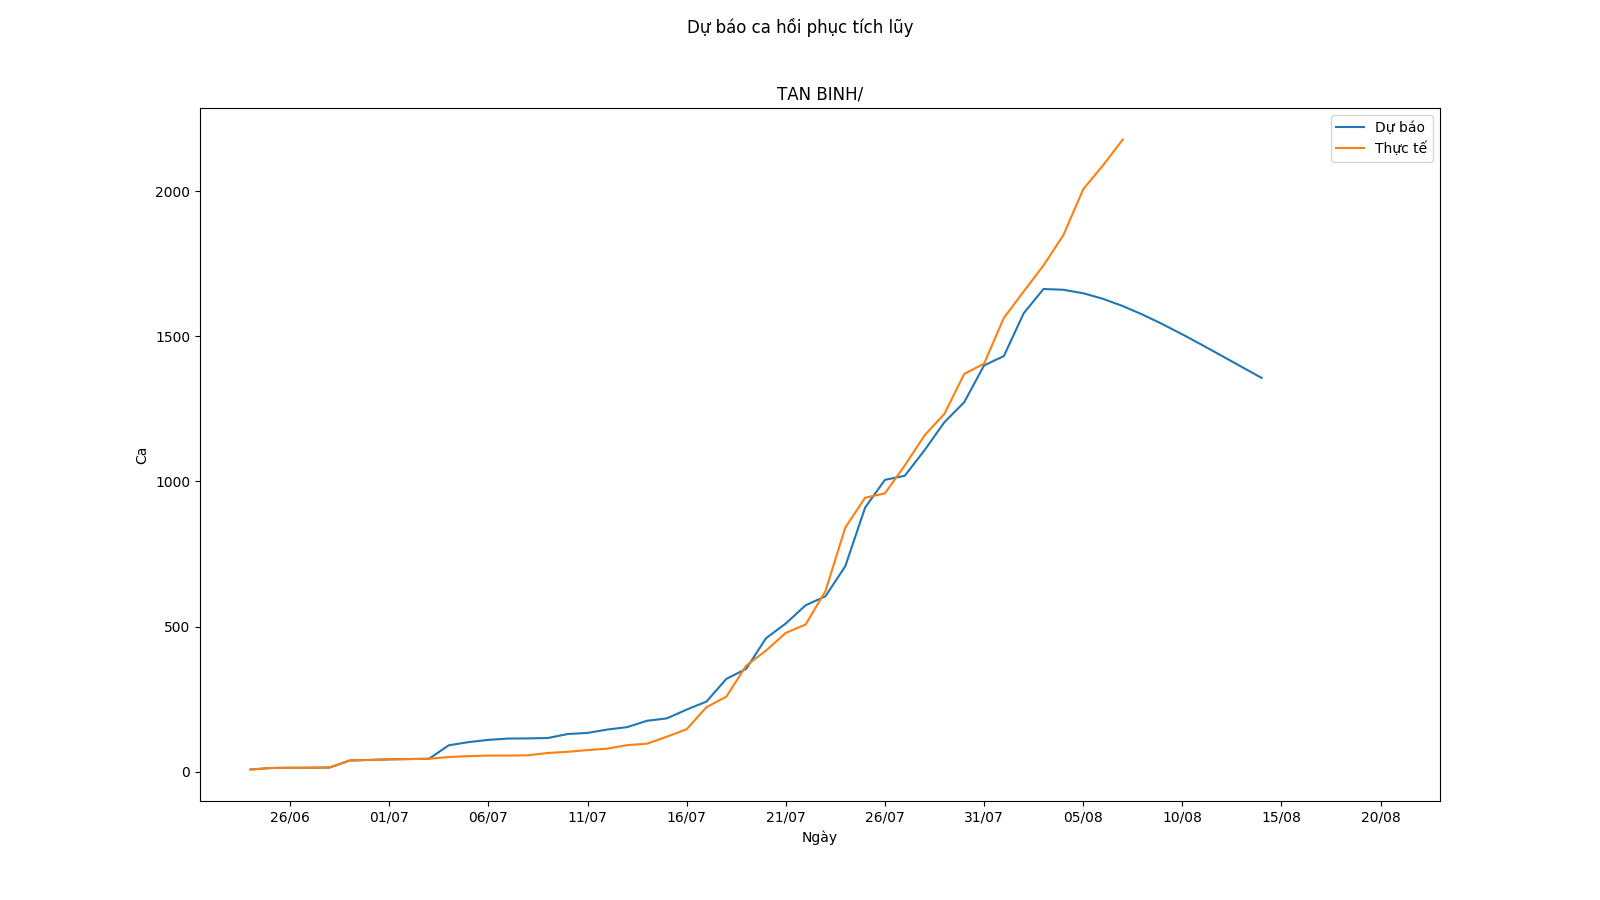 Dự báo ca hồi phục tích lũy
TAN BINH/
Dự báo
Thực tế
2000
1500
1000
500
0
Ca
26/06 01/07 06/07 11/07 16/07 21/07 26/07 31/07 05/08 10/08 15/08 20/08
Ngày